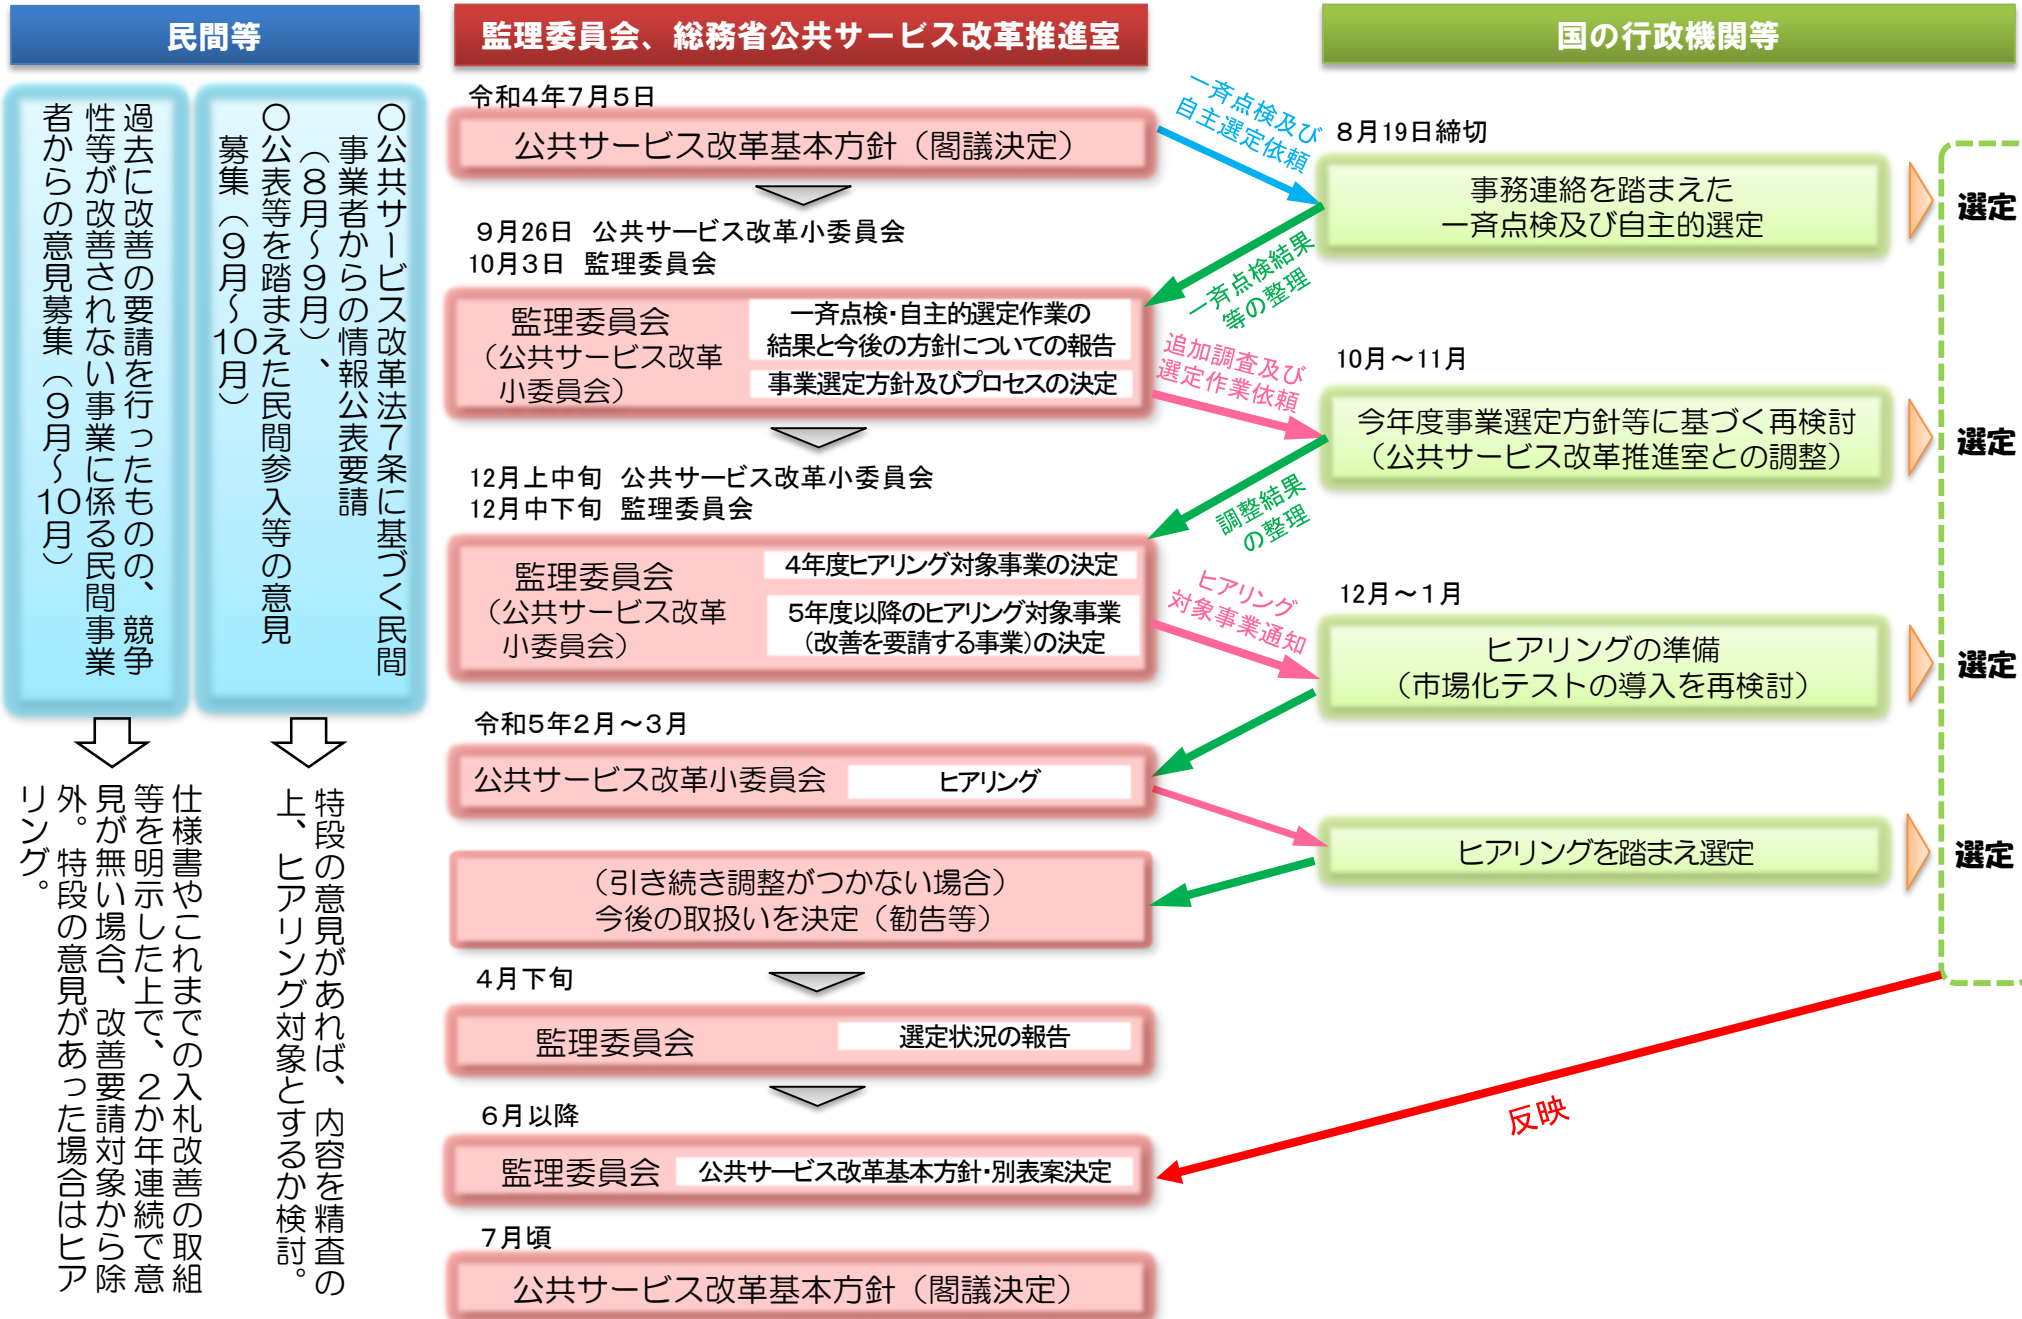 民間等
監理委員会、総務省公共サービス改革推進室
国の行政機関等
〇公共サービス改革法７条に基づく民間
事業者からの情報公表要請
（８月～９月）、
〇公表等を踏まえた民間参入等の意見
募集（９月～10月）
過去に改善の要請を行ったものの、競争
性等が改善されない事業に係る民間事業
者からの意見募集（９月～10月）
特段の意見があれば、内容を精査の
上、ヒアリング対象とするか検討。
仕様書やこれまでの入札改善の取組
等を明示した上で、２か年連続で意
見が無い場合、改善要請対象から除
外。特段の意見があった場合はヒア
リング。
令和４年７月５日
公共サービス改革基本方針（閣議決定）
一斉点検及び
自主選定依頼
８月19日締切
事務連絡を踏まえた
一斉点検及び自主的選定
選定
９月26日 公共サービス改革小委員会
10月３日 監理委員会
一斉点検結果
等の整理
監理委員会
（公共サービス改革
小委員会）
一斉点検・自主的選定作業の
結果と今後の方針についての報告
事業選定方針及びプロセスの決定
追加調査及び
選定作業依頼
10月～11月
今年度事業選定方針等に基づく再検討
（公共サービス改革推進室との調整）
選定
12月上中旬 公共サービス改革小委員会
12月中下旬 監理委員会
調整結果
の整理
監理委員会
（公共サービス改革
小委員会）
４年度ヒアリング対象事業の決定
５年度以降のヒアリング対象事業
（改善を要請する事業）の決定
ヒアリング
対象事業通知
12月～１月
ヒアリングの準備
（市場化テストの導入を再検討）
選定
令和５年２月～３月
公共サービス改革小委員会
ヒアリング
ヒアリングを踏まえ選定
選定
（引き続き調整がつかない場合）
今後の取扱いを決定（勧告等）
４月下旬
監理委員会
選定状況の報告
反映
６月以降
監理委員会
公共サービス改革基本方針・別表案決定
７月頃
公共サービス改革基本方針（閣議決定）